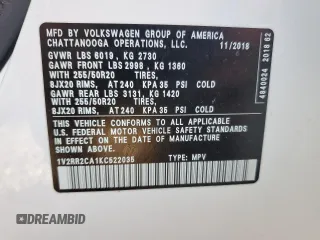 MFD BY VOLKSWAGEN GROUP OF AMERICA
CHATTANOOGA OPERATIONS, LLC. 11/2018
GVWR LBS 6019, KG 2730
GAWR FRONT LBS 2998, KG 1360
WITH 255/50R20 TIRES,
8JX20 RIMS, AT 240 KPA 35 PSI COLD
GAWR REAR LBS 3131, KG 1420
WITH 255/50R20 TIRES,
8JX20 RIMS, AT 240 KPA 35 PSI COLD
THIS VEHICLE CONFORMS TO ALL APPLICABLE
U.S. FEDERAL MOTOR VEHICLE SAFETY STANDARDS
IN EFFECT ON THE DATE OF MANUFACTURE
SHOWN ABOVE.
1V2RR2CA1KC522035 TYPE: MPV
6840024 2018 62
DREAMBID